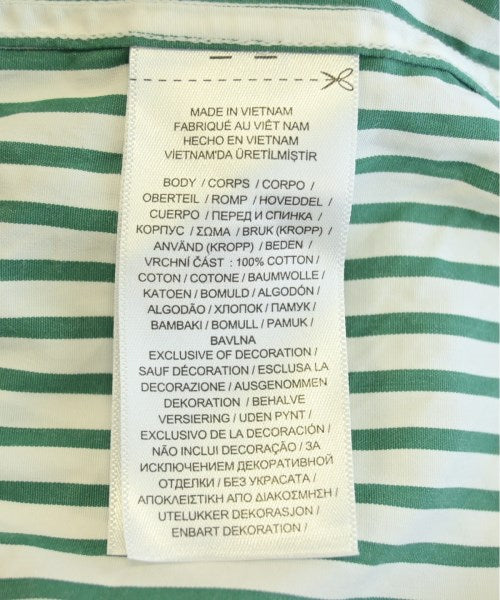 MADE IN VIETNAM
FABRIQUÉ AU VIÊT NAM
HECHO EN VIETNAM
VIETNAM'DA ÜRETİLMİŞTİR
BODY / CORPS / CORPO /
OBERTEIL / ROMP / HOVEDDEL /
CUERPO / ПЕРЕД И СПИНКА /
КОРПУС / ΣΩΜΑ / BRUK (KROPP) /
ANVÄND (KROPP) / BEDEN /
VRCHNÍ ČÁST : 100% COTTON /
COTON / COTONE / BAUMWOLLE /
KATOEN / BOMULD / ALGODÓN /
ALGODÃO / ХЛОПОК / ПАМУК /
BAMBAKI / BOMULL / PAMUK /
BAVLNA
EXCLUSIVE OF DECORATION /
SAUF DÉCORATION / ESCLUSA LA
DECORAZIONE / AUSGENOMMEN
DEKORATION / BEHALVE
VERSIERING / UDEN PYNT /
EXCLUSIVO DE LA DECORACIÓN /
NÃO INCLUI DECORAÇÃO / ЗА
ИСКЛЮЧЕНИЕМ ДЕКОРАТИВНОЙ
ОТДЕЛКИ / БЕЗ УКРАСАТА /
ΑΠΟΚΛΕΙΣΤΙΚΗ ΑΠΟ ΔΙΑΚΟΣΜΗΣΗ /
UTELUKKER DEKORASJON /
ENBART DEKORATION /